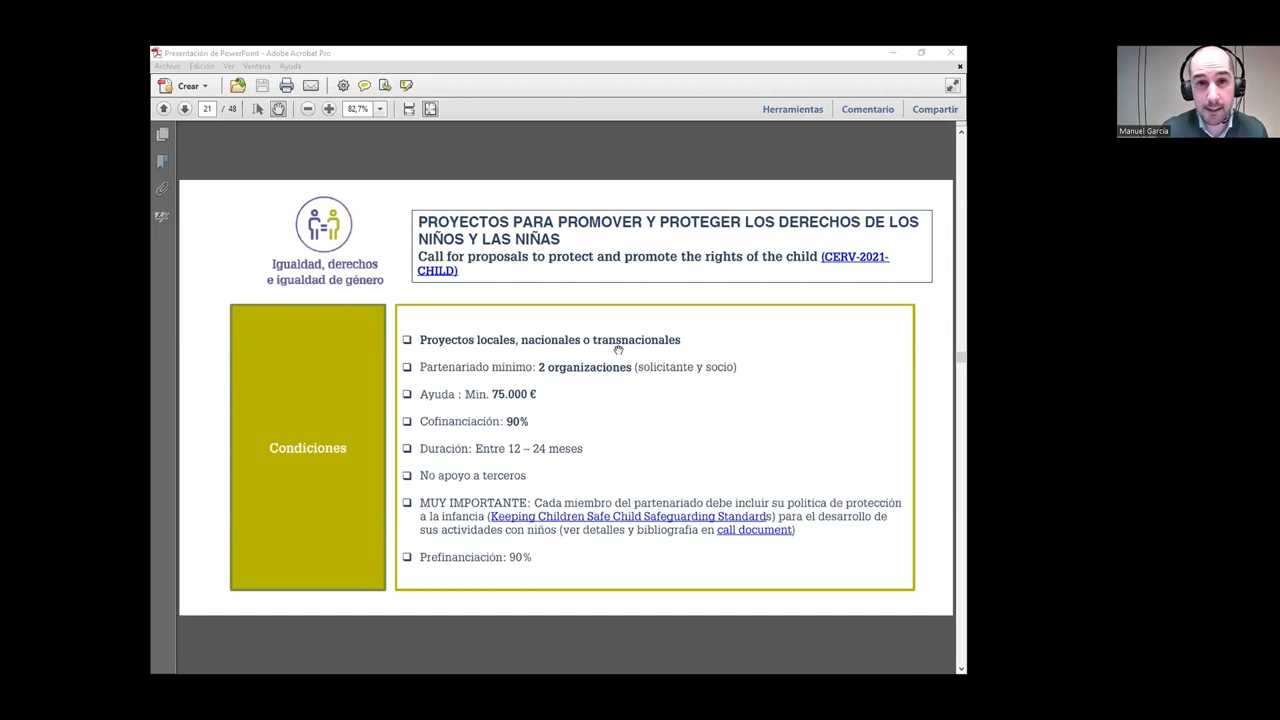 Presentación de PowerPoint - Adobe Acrobat Pro
Archivo Edición Ver Ventana Ayuda
Crear
21 / 48 82,7% Herramientas Comentario Compartir
Manuel García
Igualdad, derechos
e igualdad de género
PROYECTOS PARA PROMOVER Y PROTEGER LOS DERECHOS DE LOS
NIÑOS Y LAS NIÑAS
Call for proposals to protect and promote the rights of the child (CERV-2021-
CHILD)
Condiciones
Proyectos locales, nacionales o transnacionales
Partenariado mínimo: 2 organizaciones (solicitante y socio)
Ayuda : Min. 75.000 €
Cofinanciación: 90%
Duración: Entre 12 – 24 meses
No apoyo a terceros
MUY IMPORTANTE: Cada miembro del partenariado debe incluir su política de protección
a la infancia (Keeping Children Safe Child Safeguarding Standards) para el desarrollo de
sus actividades con niños (ver detalles y bibliografía en call document)
Prefinanciación: 90%